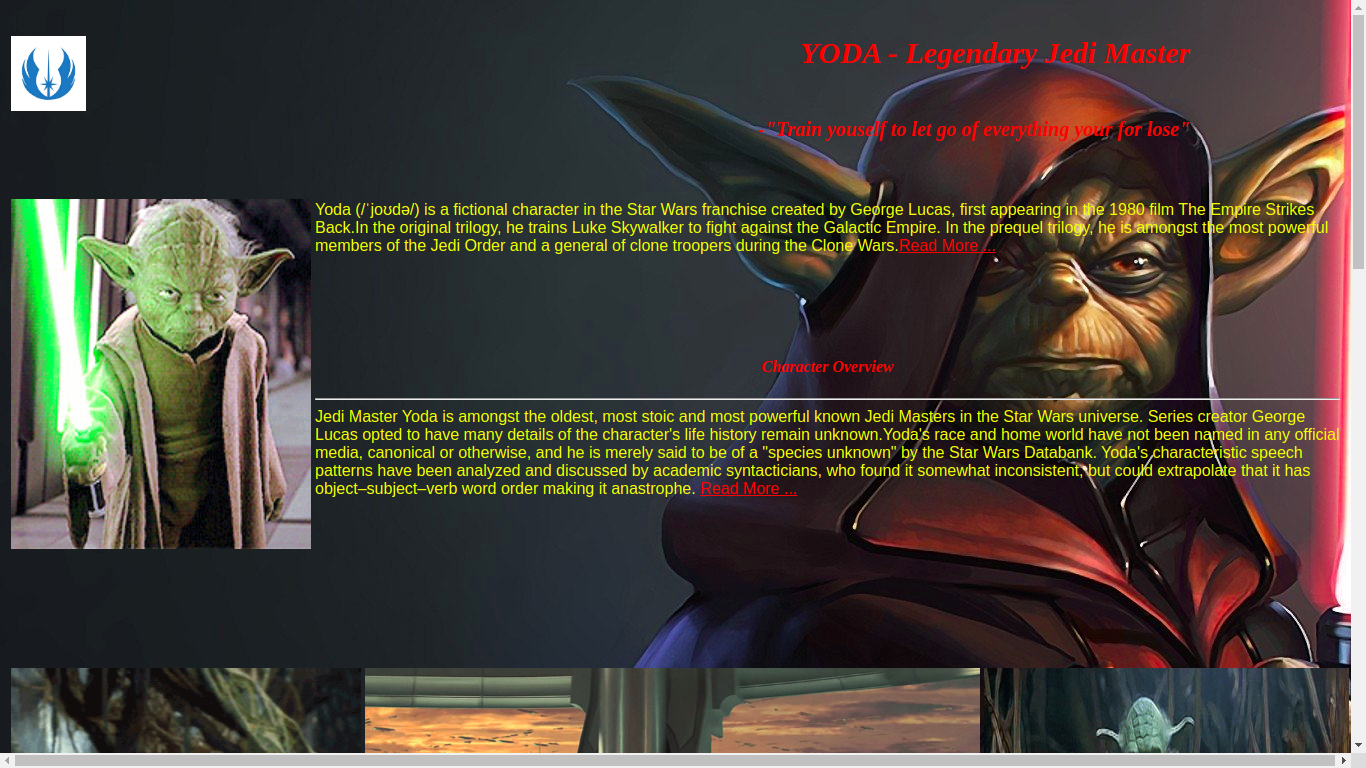 YODA - Legendary Jedi Master
-"Train youself to let go of everything your for lose"
Yoda (/ˈjoʊdə/) is a fictional character in the Star Wars franchise created by George Lucas, first appearing in the 1980 film The Empire Strikes
Back.In the original trilogy, he trains Luke Skywalker to fight against the Galactic Empire. In the prequel trilogy, he is amongst the most powerful
members of the Jedi Order and a general of clone troopers during the Clone Wars.Read More ...
Character Overview
Jedi Master Yoda is amongst the oldest, most stoic and most powerful known Jedi Masters in the Star Wars universe. Series creator George
Lucas opted to have many details of the character's life history remain unknown.Yoda's race and home world have not been named in any official
media, canonical or otherwise, and he is merely said to be of a "species unknown" by the Star Wars Databank. Yoda's characteristic speech
patterns have been analyzed and discussed by academic syntacticians, who found it somewhat inconsistent, but could extrapolate that it has
object–subject–verb word order making it anastrophe. Read More ...